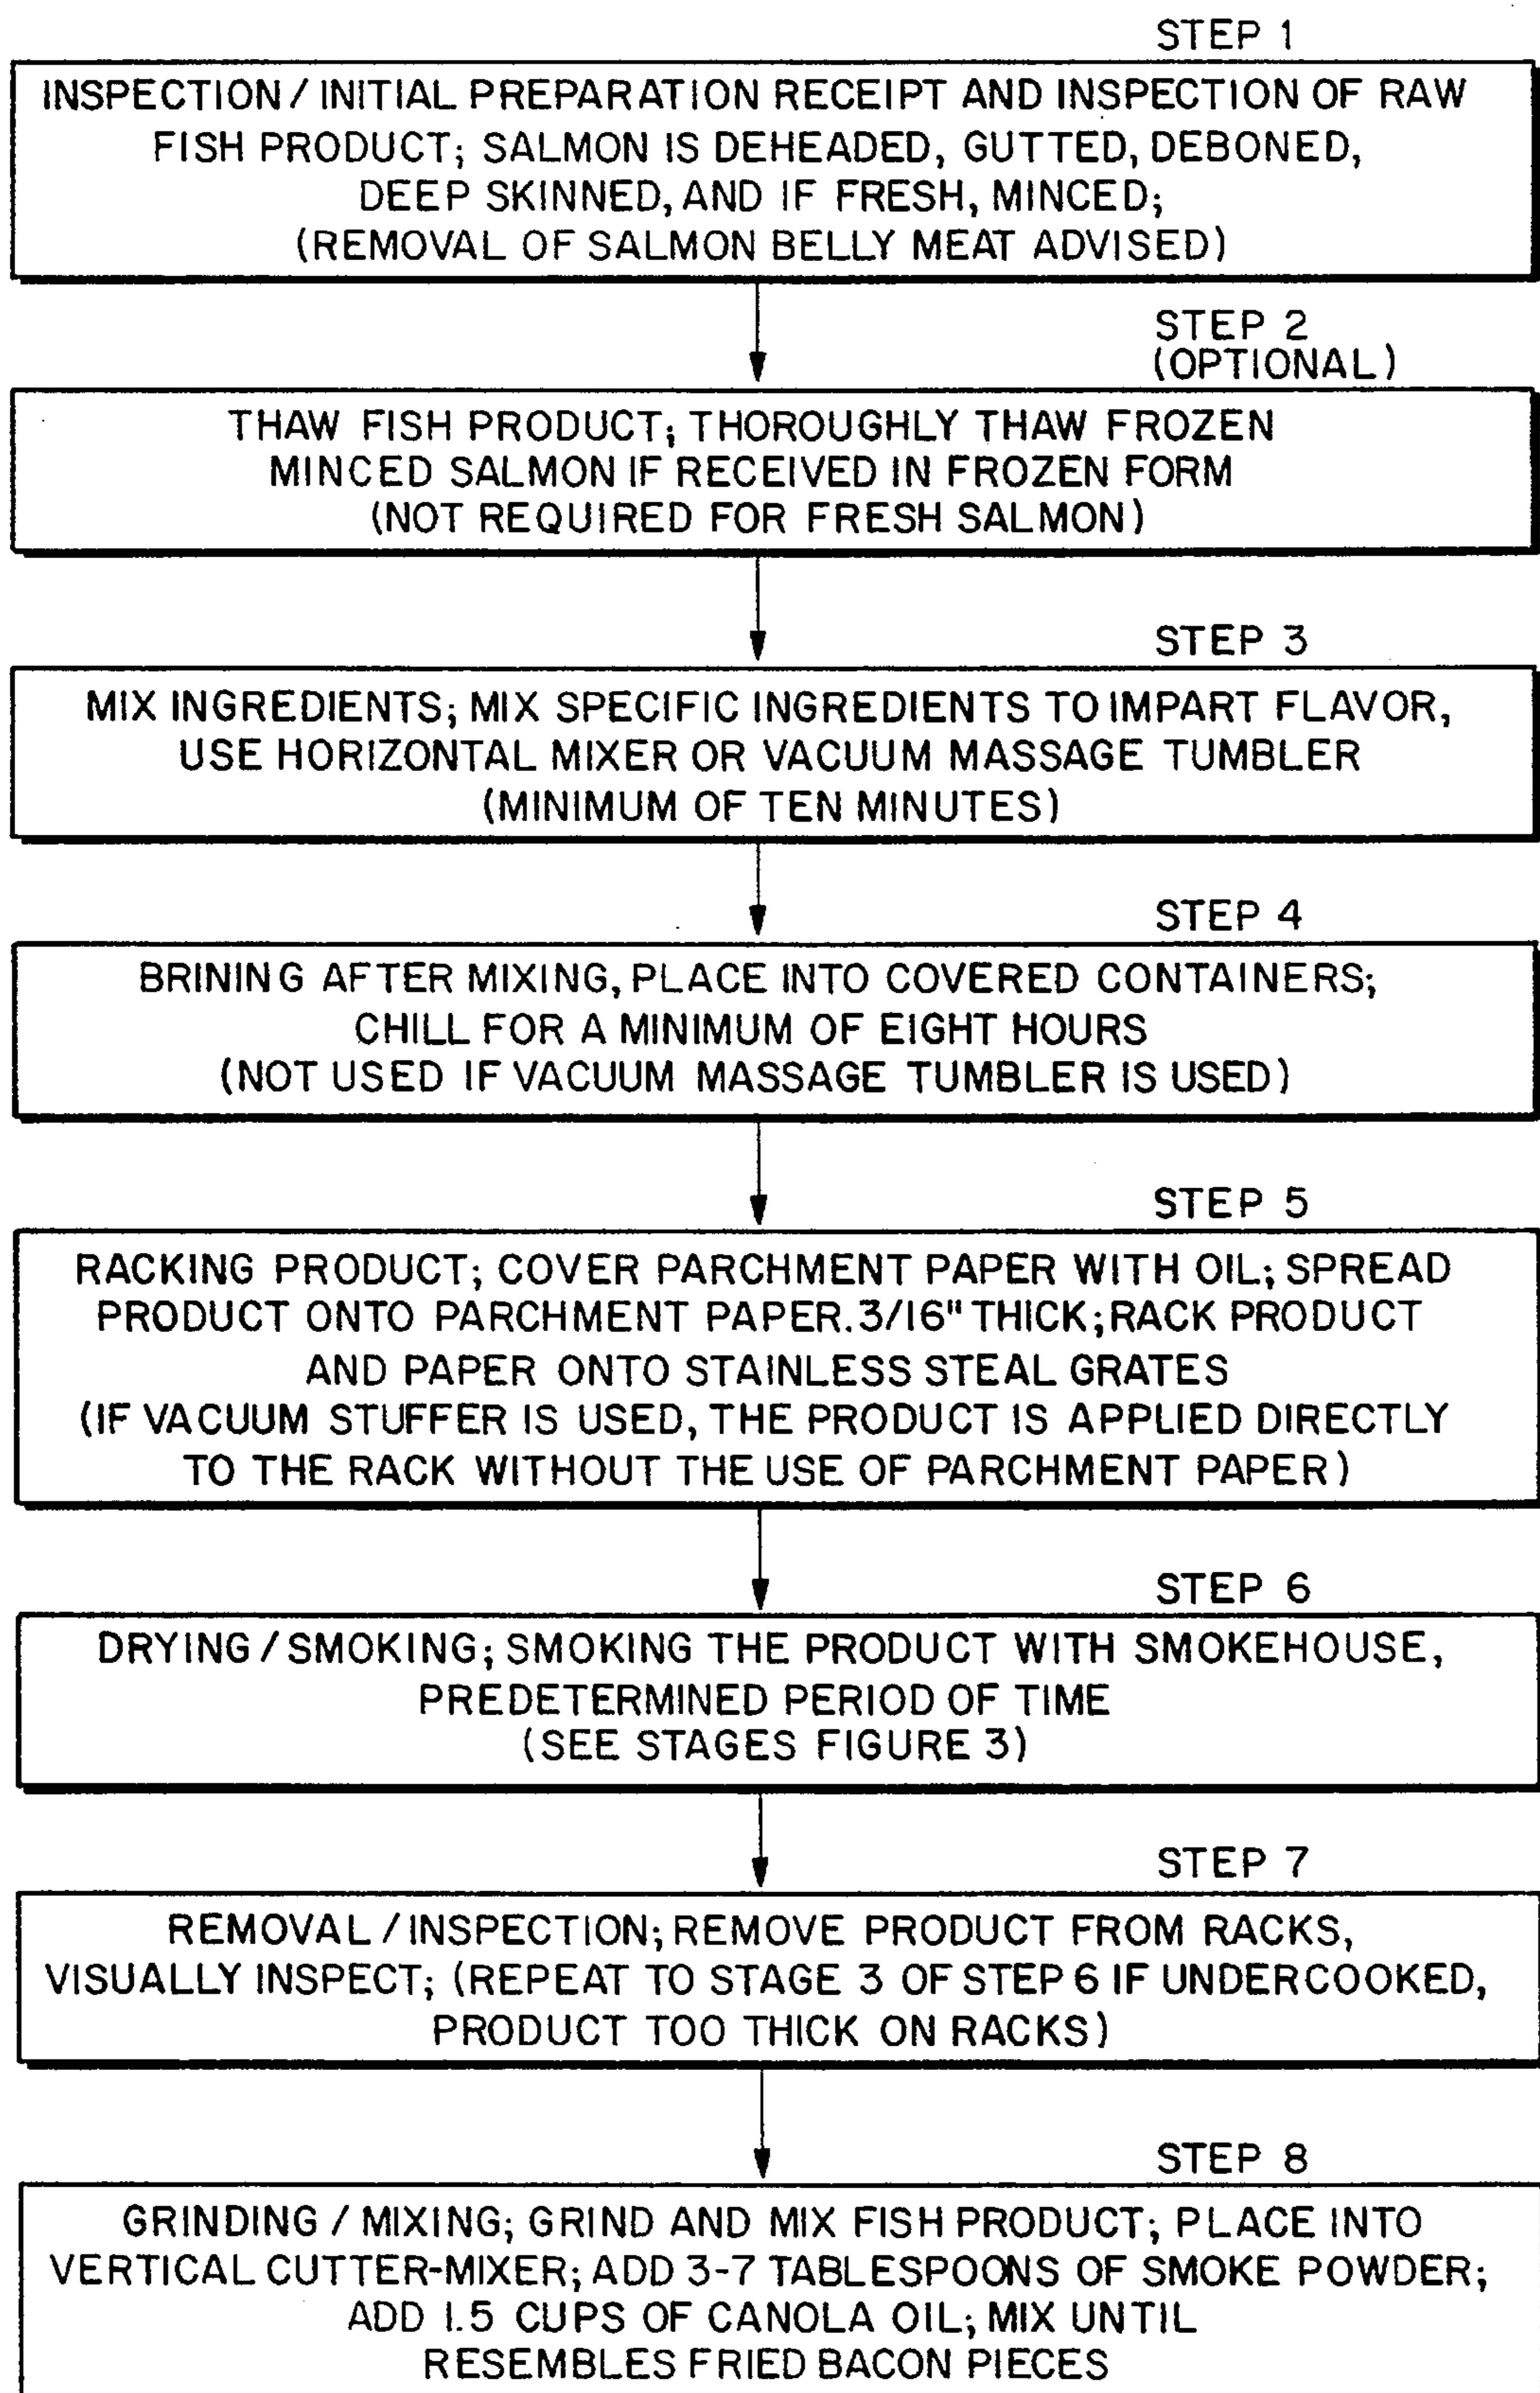 STEP 1
INSPECTION / INITIAL PREPARATION RECEIPT AND INSPECTION OF RAW
FISH PRODUCT; SALMON IS DEHEADED, GUTTED, DEBONED,
DEEP SKINNED, AND IF FRESH, MINCED;
(REMOVAL OF SALMON BELLY MEAT ADVISED)
STEP 2
(OPTIONAL)
THAW FISH PRODUCT; THOROUGHLY THAW FROZEN
MINCED SALMON IF RECEIVED IN FROZEN FORM
(NOT REQUIRED FOR FRESH SALMON)
STEP 3
MIX INGREDIENTS; MIX SPECIFIC INGREDIENTS TO IMPART FLAVOR,
USE HORIZONTAL MIXER OR VACUUM MASSAGE TUMBLER
(MINIMUM OF TEN MINUTES)
STEP 4
BRINING AFTER MIXING, PLACE INTO COVERED CONTAINERS;
CHILL FOR A MINIMUM OF EIGHT HOURS
(NOT USED IF VACUUM MASSAGE TUMBLER IS USED)
STEP 5
RACKING PRODUCT; COVER PARCHMENT PAPER WITH OIL; SPREAD
PRODUCT ONTO PARCHMENT PAPER. 3/16" THICK; RACK PRODUCT
AND PAPER ONTO STAINLESS STEAL GRATES
(IF VACUUM STUFFER IS USED, THE PRODUCT IS APPLIED DIRECTLY
TO THE RACK WITHOUT THE USE OF PARCHMENT PAPER)
STEP 6
DRYING / SMOKING; SMOKING THE PRODUCT WITH SMOKEHOUSE,
PREDETERMINED PERIOD OF TIME
(SEE STAGES FIGURE 3)
STEP 7
REMOVAL / INSPECTION; REMOVE PRODUCT FROM RACKS,
VISUALLY INSPECT; (REPEAT TO STAGE 3 OF STEP 6 IF UNDERCOOKED,
PRODUCT TOO THICK ON RACKS)
STEP 8
GRINDING / MIXING; GRIND AND MIX FISH PRODUCT; PLACE INTO
VERTICAL CUTTER-MIXER; ADD 3-7 TABLESPOONS OF SMOKE POWDER;
ADD 1.5 CUPS OF CANOLA OIL; MIX UNTIL
RESEMBLES FRIED BACON PIECES